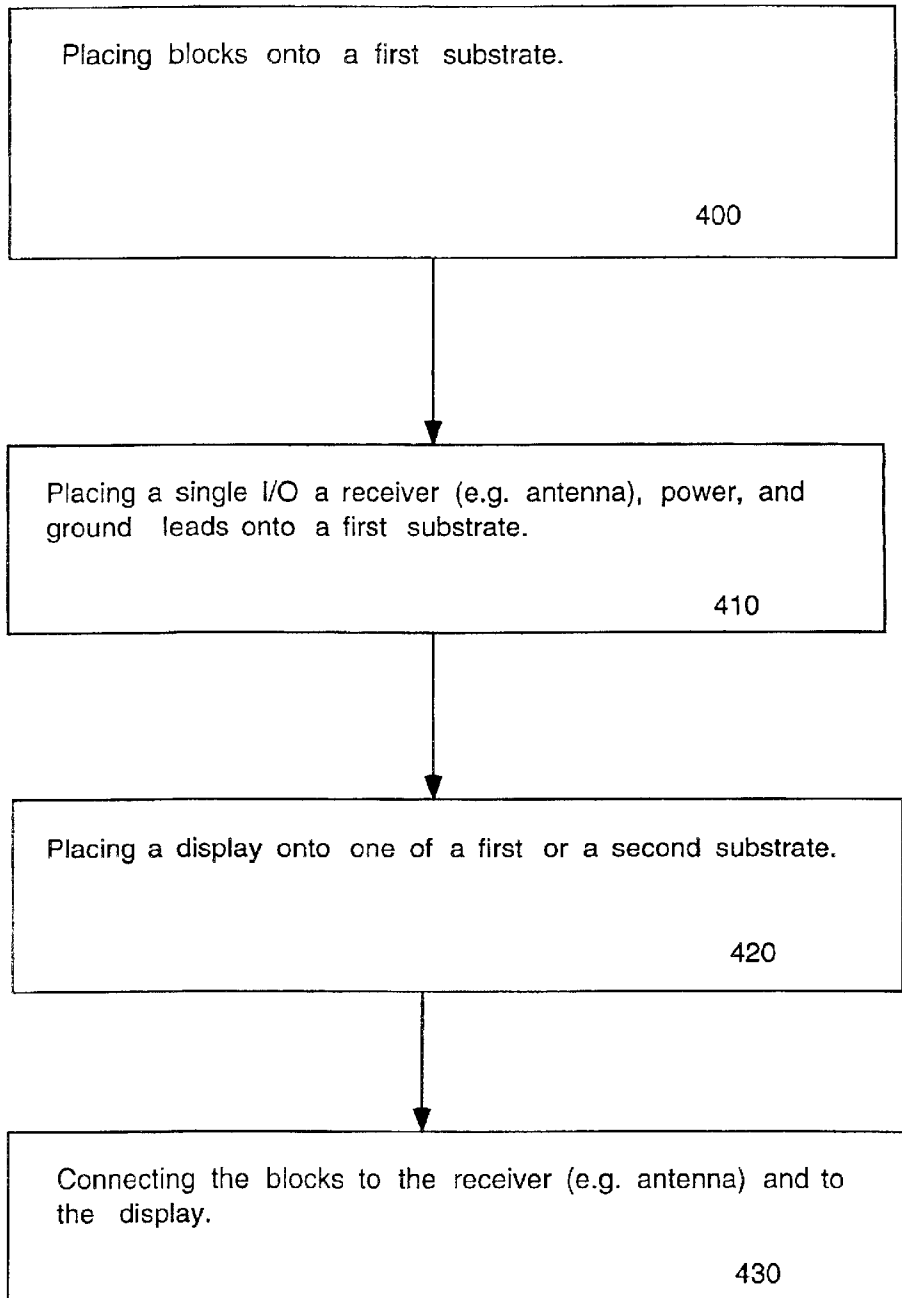 Placing blocks onto a first substrate.
400
Placing a single I/O a receiver (e.g. antenna), power, and
ground leads onto a first substrate.
410
Placing a display onto one of a first or a second substrate.
420
Connecting the blocks to the receiver (e.g. antenna) and to
the display.
430